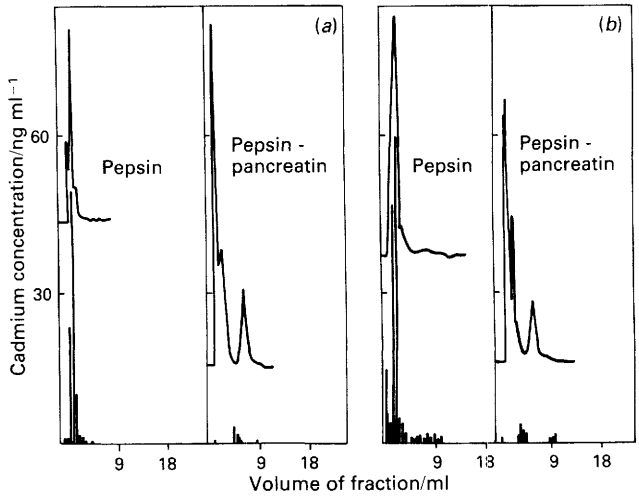 (a)
(b)
Cadmium concentration/ng ml−1
60
30
Pepsin
Pepsin -
pancreatin
Pepsin
Pepsin -
pancreatin
9
18
9
18
9
13
9
18
Volume of fraction/ml